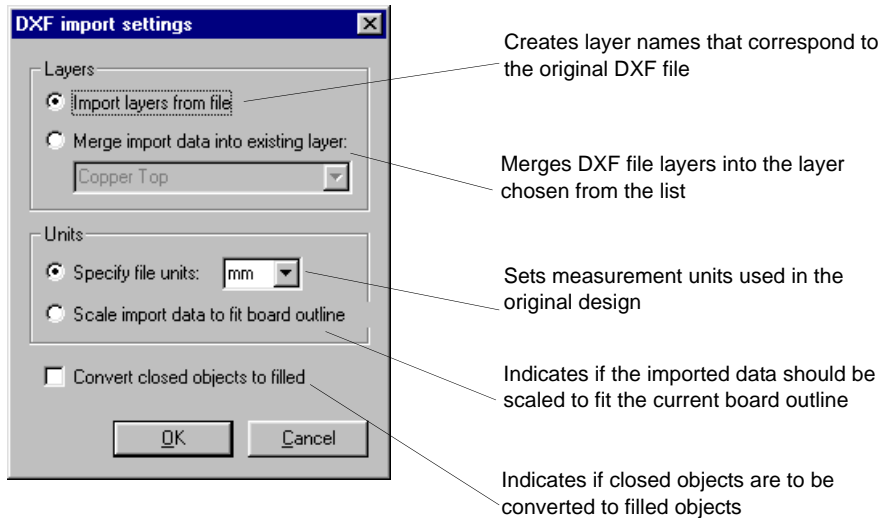 DXF import settings
Layers
Import layers from file
Merge import data into existing layer:
Copper Top
Units
Specify file units: mm
Scale import data to fit board outline
Convert closed objects to filled
OK Cancel
Creates layer names that correspond to
the original DXF file
Merges DXF file layers into the layer
chosen from the list
Sets measurement units used in the
original design
Indicates if the imported data should be
scaled to fit the current board outline
Indicates if closed objects are to be
converted to filled objects